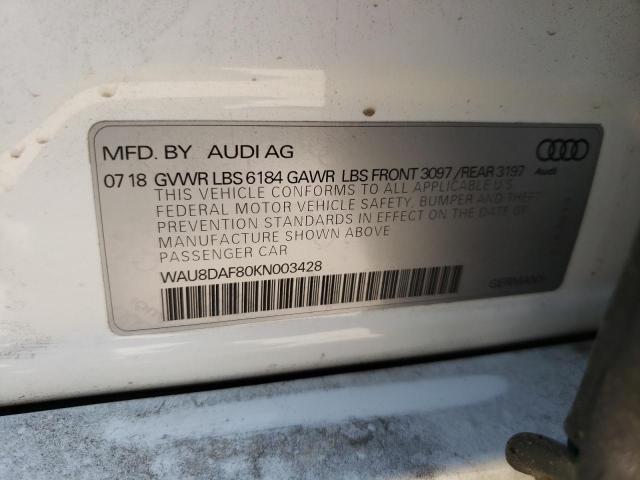 MFD. BY AUDI AG
07 18 GVWR LBS 6184 GAWR LBS FRONT 3097 /REAR 3197
Audi
THIS VEHICLE CONFORMS TO ALL APPLICABLE U.S.
FEDERAL MOTOR VEHICLE SAFETY, BUMPER AND THEFT
PREVENTION STANDARDS IN EFFECT ON THE DATE OF
MANUFACTURE SHOWN ABOVE
PASSENGER CAR
WAU8DAF80KN003428
GERMANY